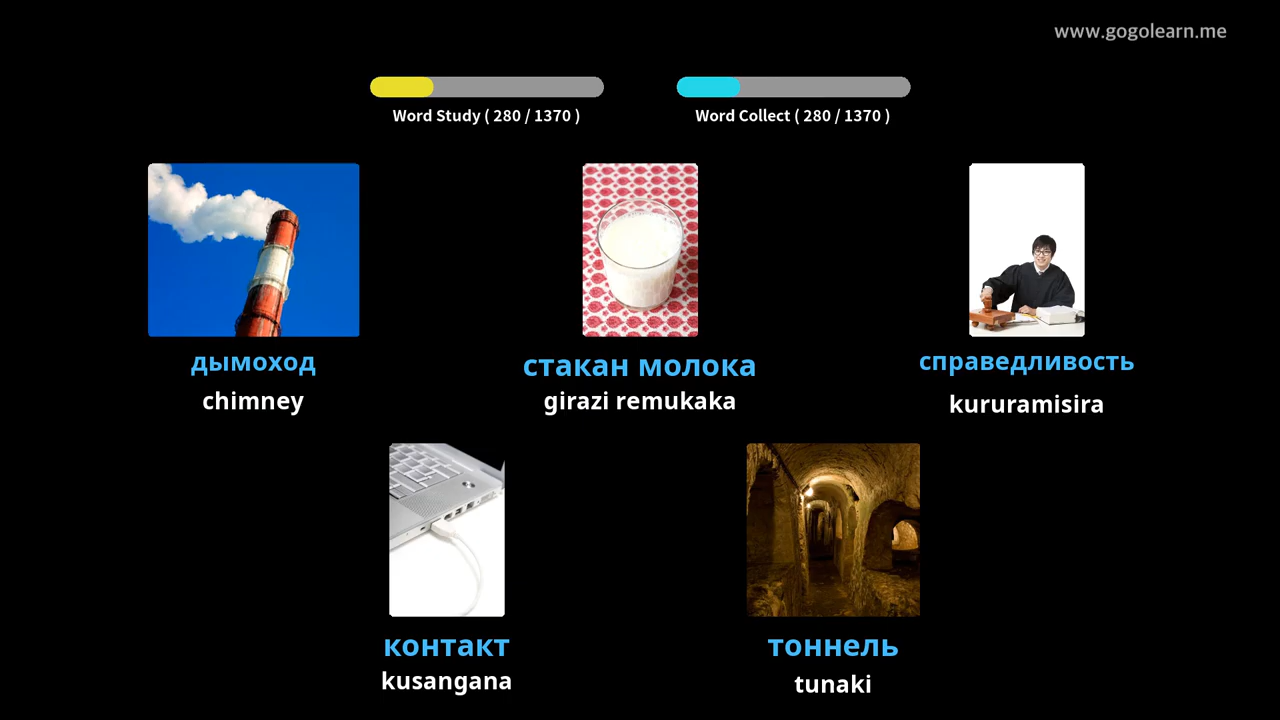 www.gogolearn.me
Word Study ( 280 / 1370 )
Word Collect ( 280 / 1370 )
дымоход
chimney
стакан молока
girazi remukaka
справедливость
kururamisira
контакт
kusangana
тоннель
tunaki